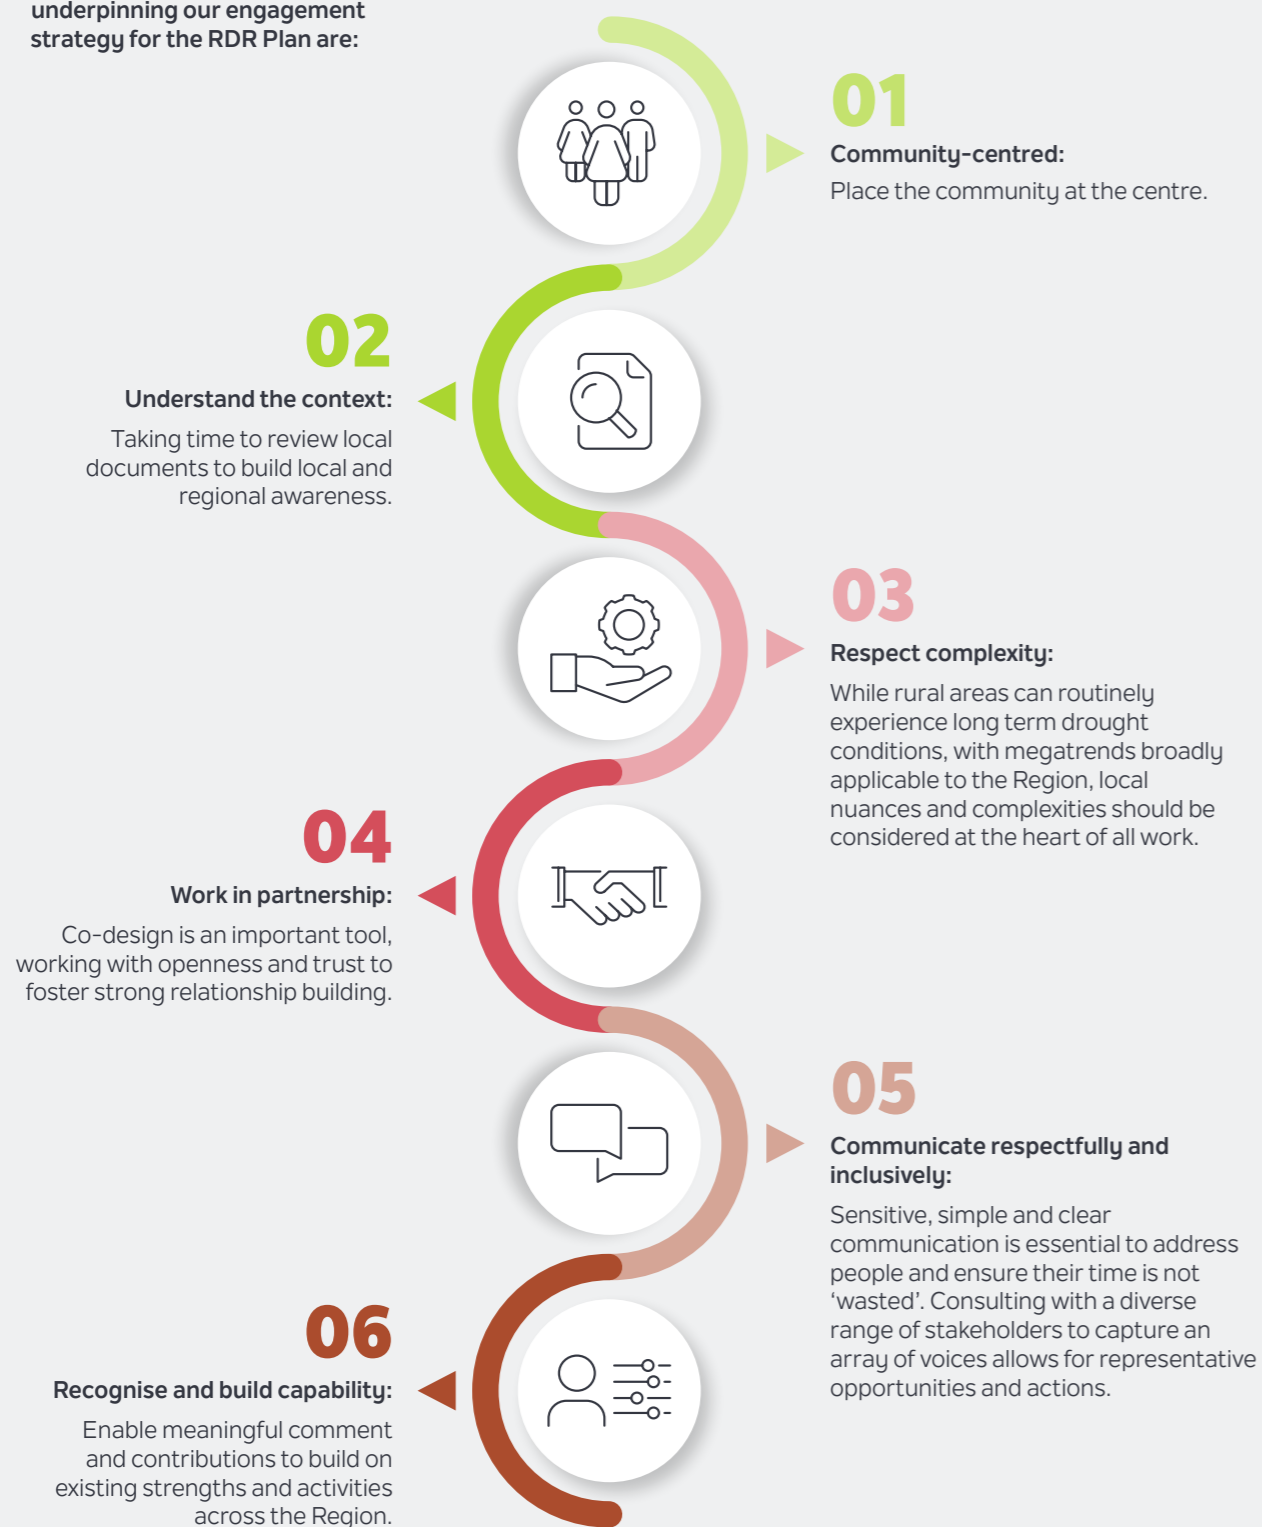 underpinning our engagement
strategy for the RDR Plan are:
01
Community-centred:
Place the community at the centre.
02
Understand the context:
Taking time to review local
documents to build local and
regional awareness.
03
Respect complexity:
While rural areas can routinely
experience long term drought
conditions, with megatrends broadly
applicable to the Region, local
nuances and complexities should be
considered at the heart of all work.
04
Work in partnership:
Co-design is an important tool,
working with openness and trust to
foster strong relationship building.
05
Communicate respectfully and
inclusively:
Sensitive, simple and clear
communication is essential to address
people and ensure their time is not
‘wasted’. Consulting with a diverse
range of stakeholders to capture an
array of voices allows for representative
opportunities and actions.
06
Recognise and build capability:
Enable meaningful comment
and contributions to build on
existing strengths and activities
across the Region.